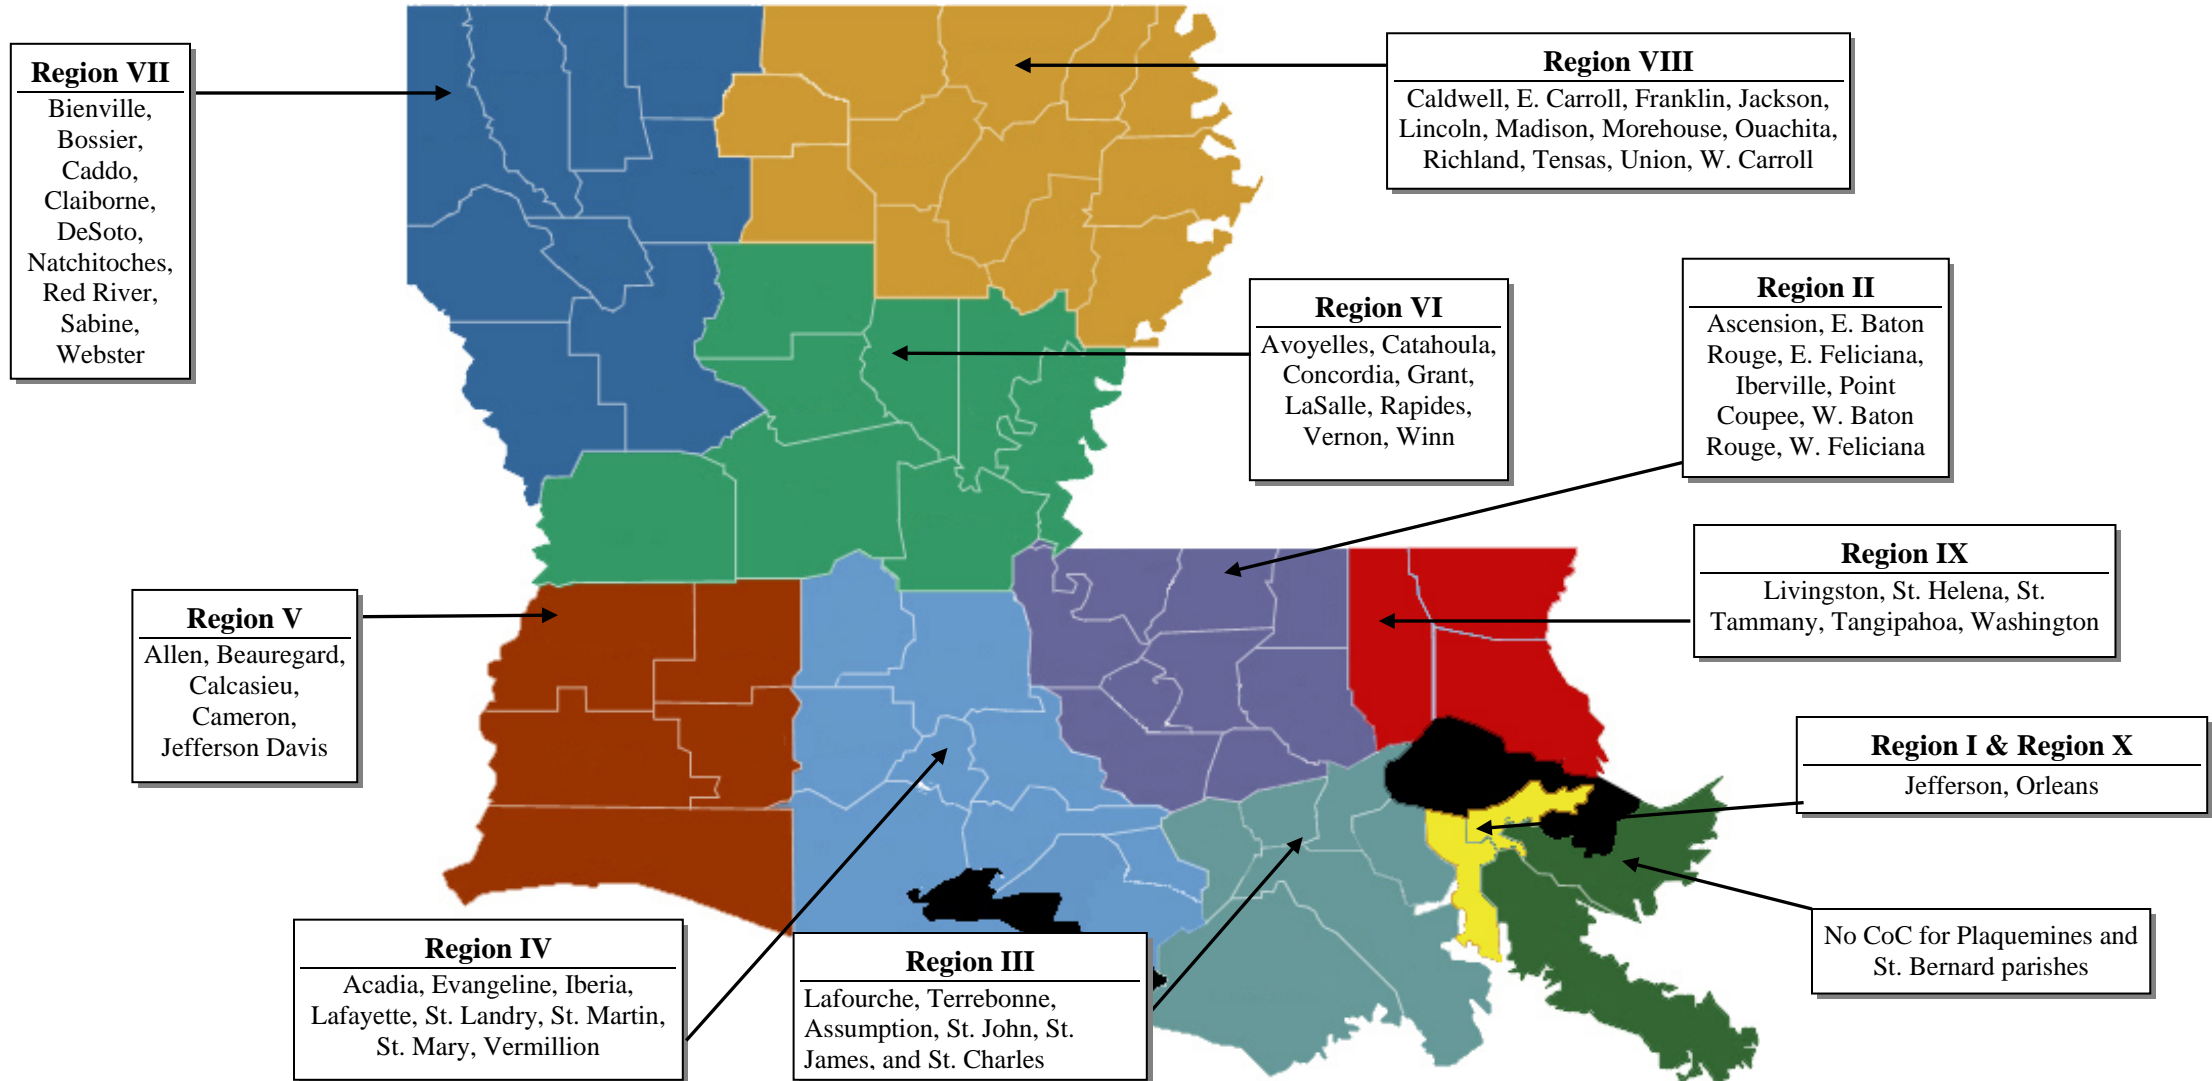 Region VII
Bienville,
Bossier,
Caddo,
Claiborne,
DeSoto,
Natchitoches,
Red River,
Sabine,
Webster
Region VIII
Caldwell, E. Carroll, Franklin, Jackson,
Lincoln, Madison, Morehouse, Ouachita,
Richland, Tensas, Union, W. Carroll
Region VI
Avoyelles, Catahoula,
Concordia, Grant,
LaSalle, Rapides,
Vernon, Winn
Region II
Ascension, E. Baton
Rouge, E. Feliciana,
Iberville, Point
Coupee, W. Baton
Rouge, W. Feliciana
Region IX
Livingston, St. Helena, St.
Tammany, Tangipahoa, Washington
Region V
Allen, Beauregard,
Calcasieu,
Cameron,
Jefferson Davis
Region I & Region X
Jefferson, Orleans
Region IV
Acadia, Evangeline, Iberia,
Lafayette, St. Landry, St. Martin,
St. Mary, Vermillion
Region III
Lafourche, Terrebonne,
Assumption, St. John, St.
James, and St. Charles
No CoC for Plaquemines and
St. Bernard parishes